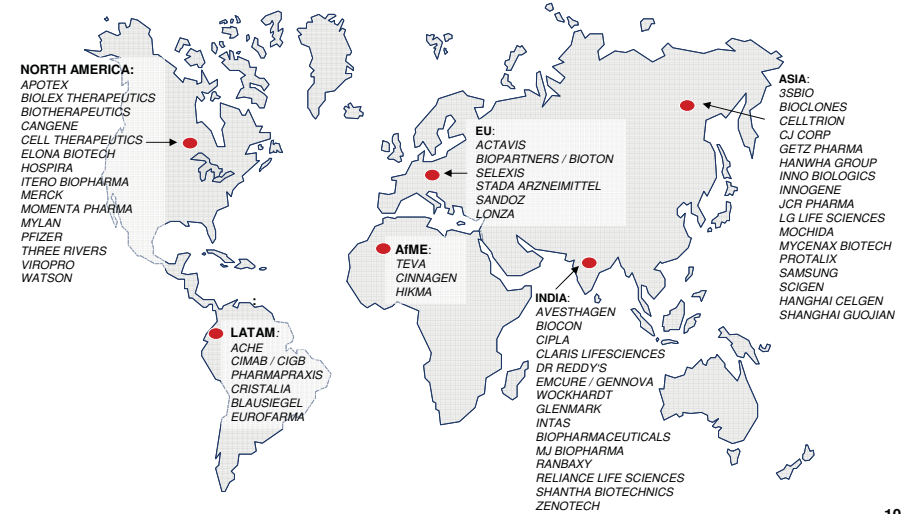 NORTH AMERICA:
APOTEX
BIOLEX THERAPEUTICS
BIOTHERAPEUTICS
CANGENE
CELL THERAPEUTICS
ELONA BIOTECH
HOSPIRA
ITERO BIOPHARMA
MERCK
MOMENTA PHARMA
MYLAN
PFIZER
THREE RIVERS
VIROPRO
WATSON
:
LATAM:
ACHE
CIMAB / CIGB
PHARMAPRAXIS
CRISTALIA
BLAUSIEGEL
EUROFARMA
EU:
ACTAVIS
BIOPARTNERS / BIOTON
SELEXIS
STADA ARZNEIMITTEL
SANDOZ
LONZA
AfME:
TEVA
CINNAGEN
HIKMA
INDIA:
AVESTHAGEN
BIOCON
CIPLA
CLARIS LIFESCIENCES
DR REDDY'S
EMCURE / GENNOVA
WOCKHARDT
GLENMARK
INTAS
BIOPHARMACEUTICALS
MJ BIOPHARMA
RANBAXY
RELIANCE LIFE SCIENCES
SHANTHA BIOTECHNICS
ZENOTECH
ASIA:
3SBIO
BIOCLONES
CELLTRION
CJ CORP
GETZ PHARMA
HANWHA GROUP
INNO BIOLOGICS
INNOGENE
JCR PHARMA
LG LIFE SCIENCES
MOCHIDA
MYCENAX BIOTECH
PROTALIX
SAMSUNG
SCIGEN
HANGHAI CELGEN
SHANGHAI GUOJIAN